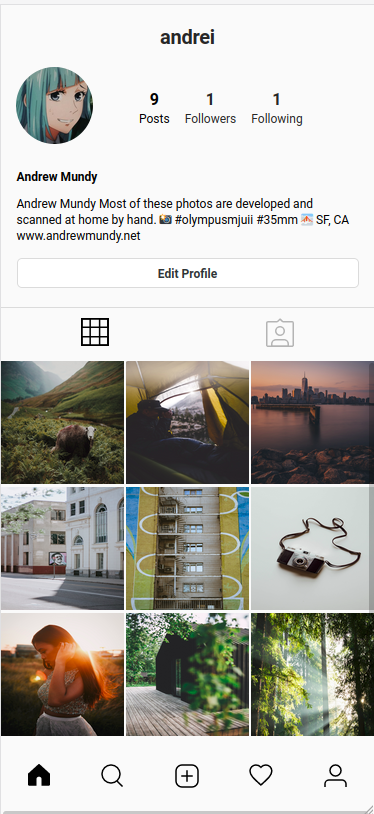 andrei
9 1 1
Posts Followers Following
Andrew Mundy
Andrew Mundy Most of these photos are developed and
scanned at home by hand. 📸 #olympusmjuii #35mm 🌁 SF, CA
www.andrewmundy.net
Edit Profile